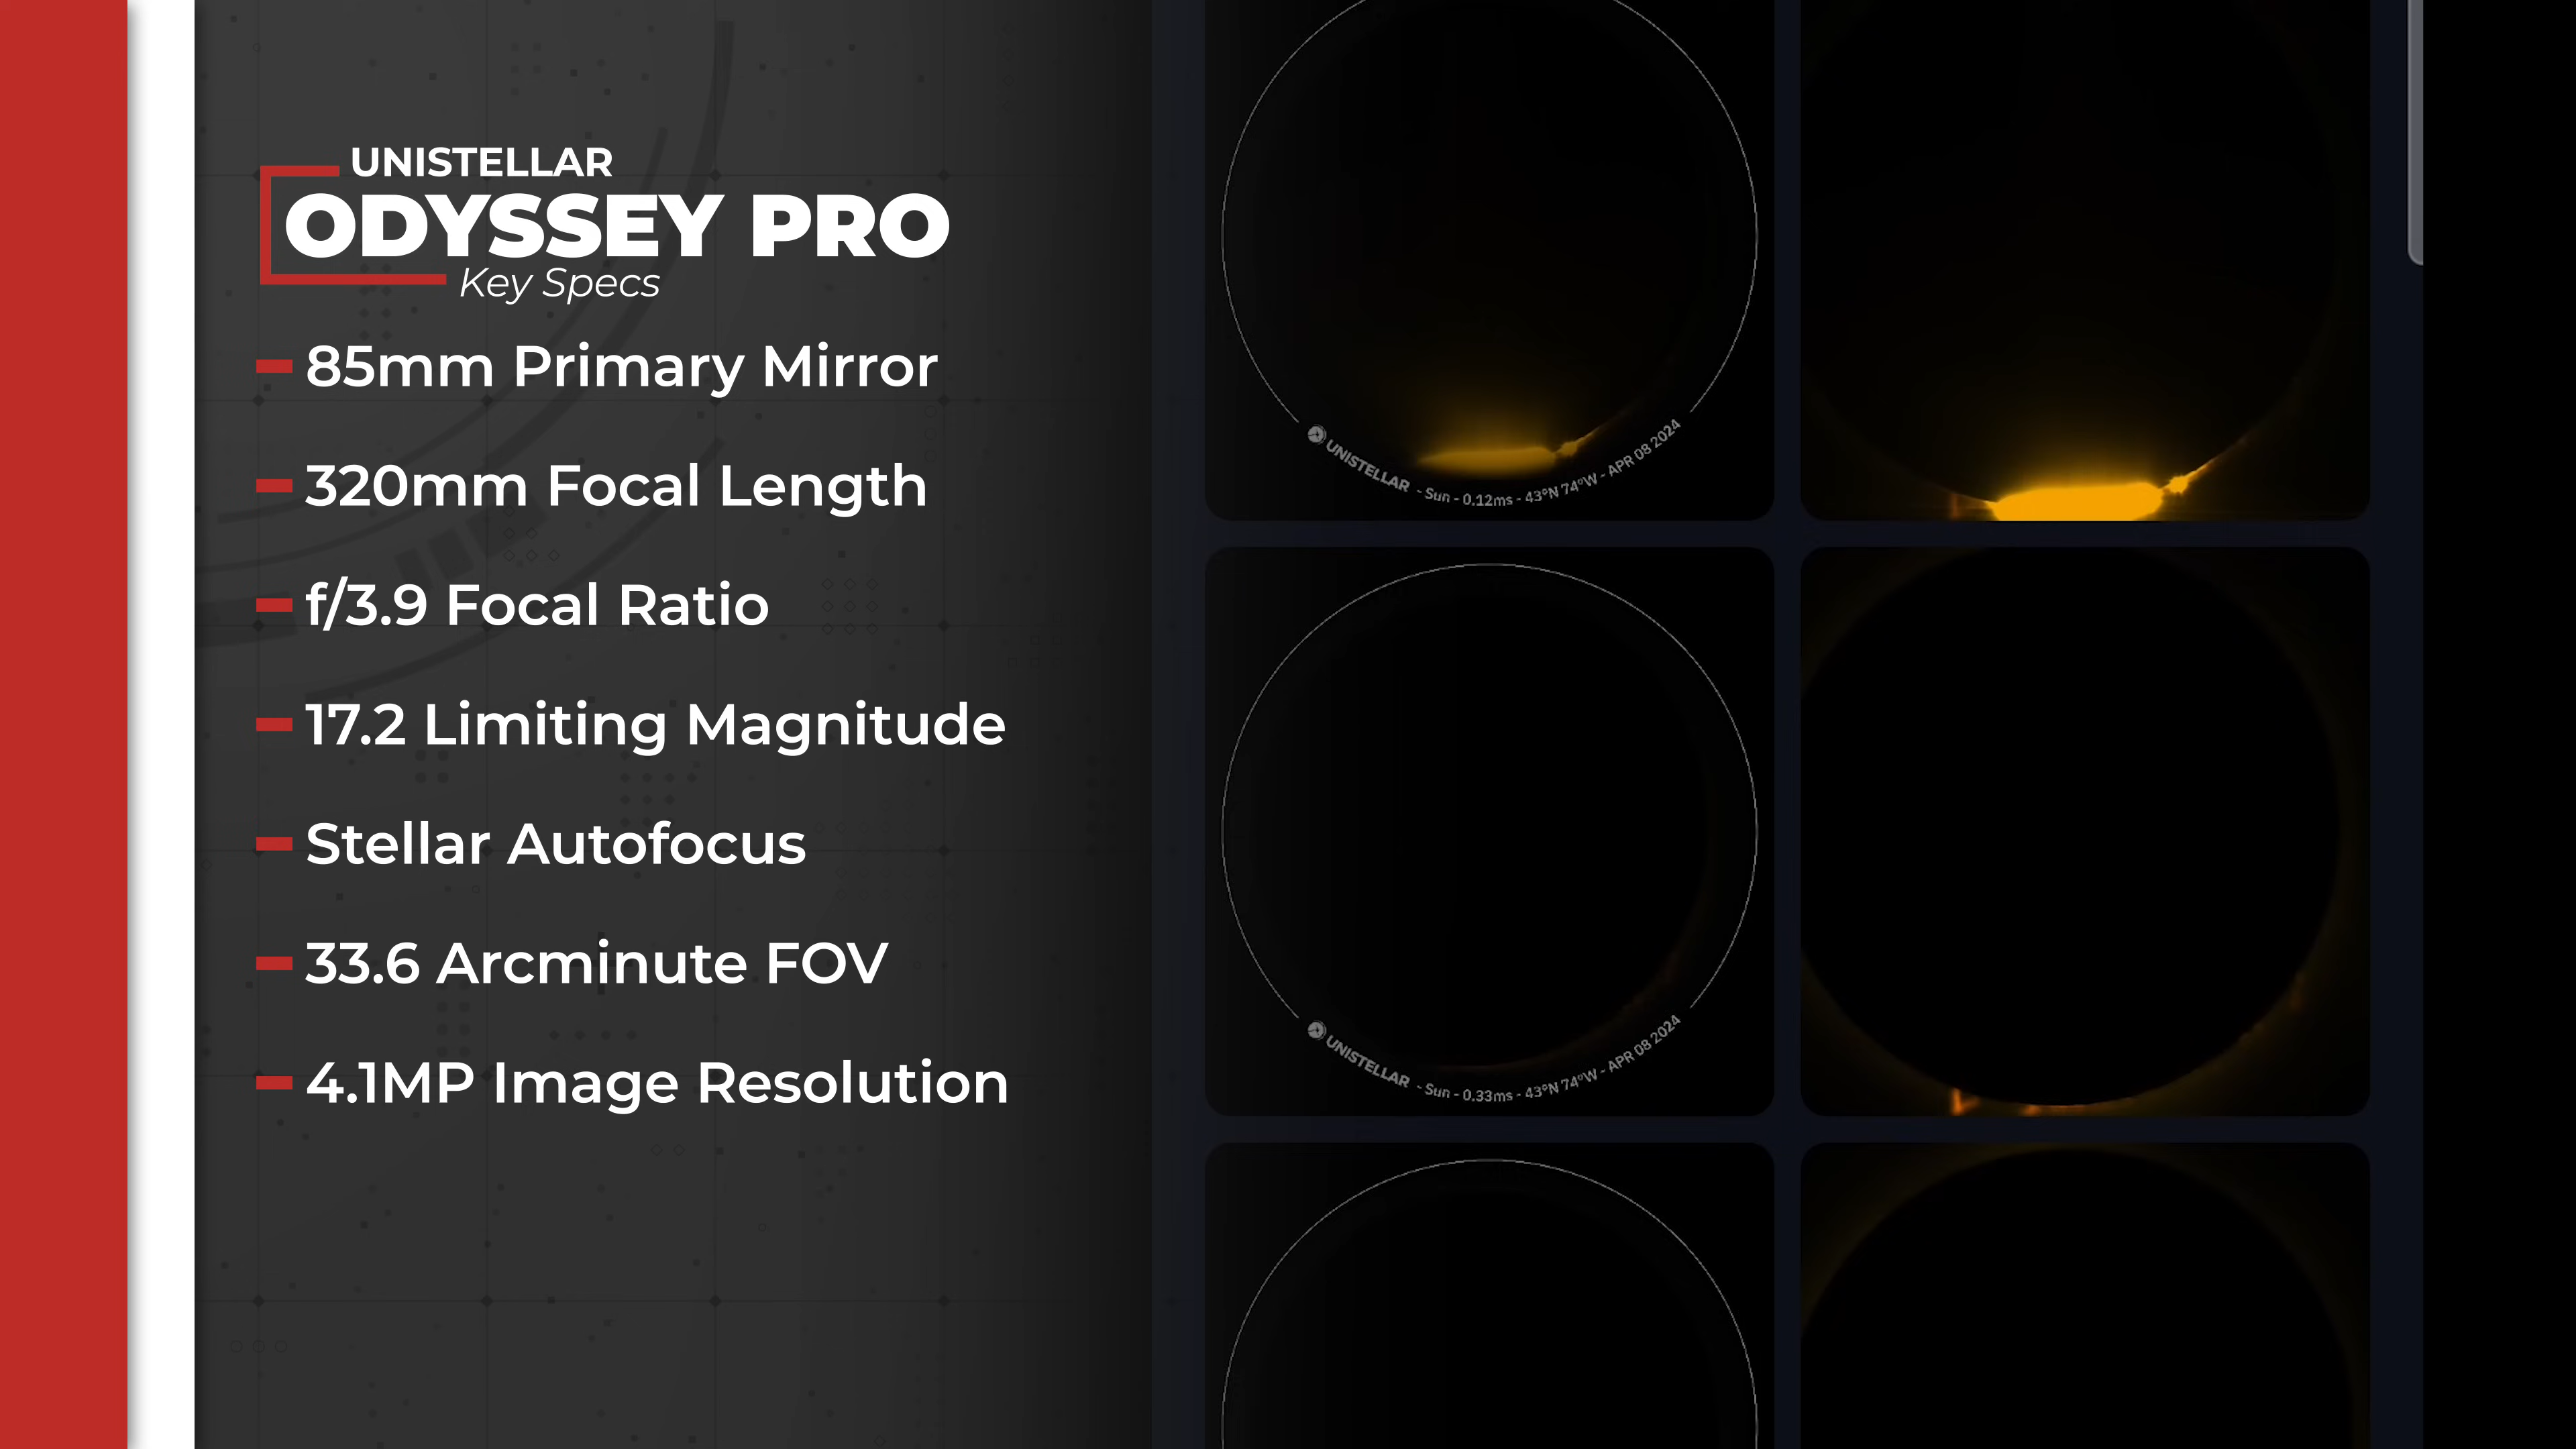 UNISTELLAR
ODYSSEY PRO
Key Specs
85mm Primary Mirror
320mm Focal Length
f/3.9 Focal Ratio
17.2 Limiting Magnitude
Stellar Autofocus
33.6 Arcminute FOV
4.1MP Image Resolution
UNISTELLAR - Sun - 0.12ms - 43°N 74°W - APR 08 2024
UNISTELLAR - Sun - 0.33ms - 43°N 74°W - APR 08 2024